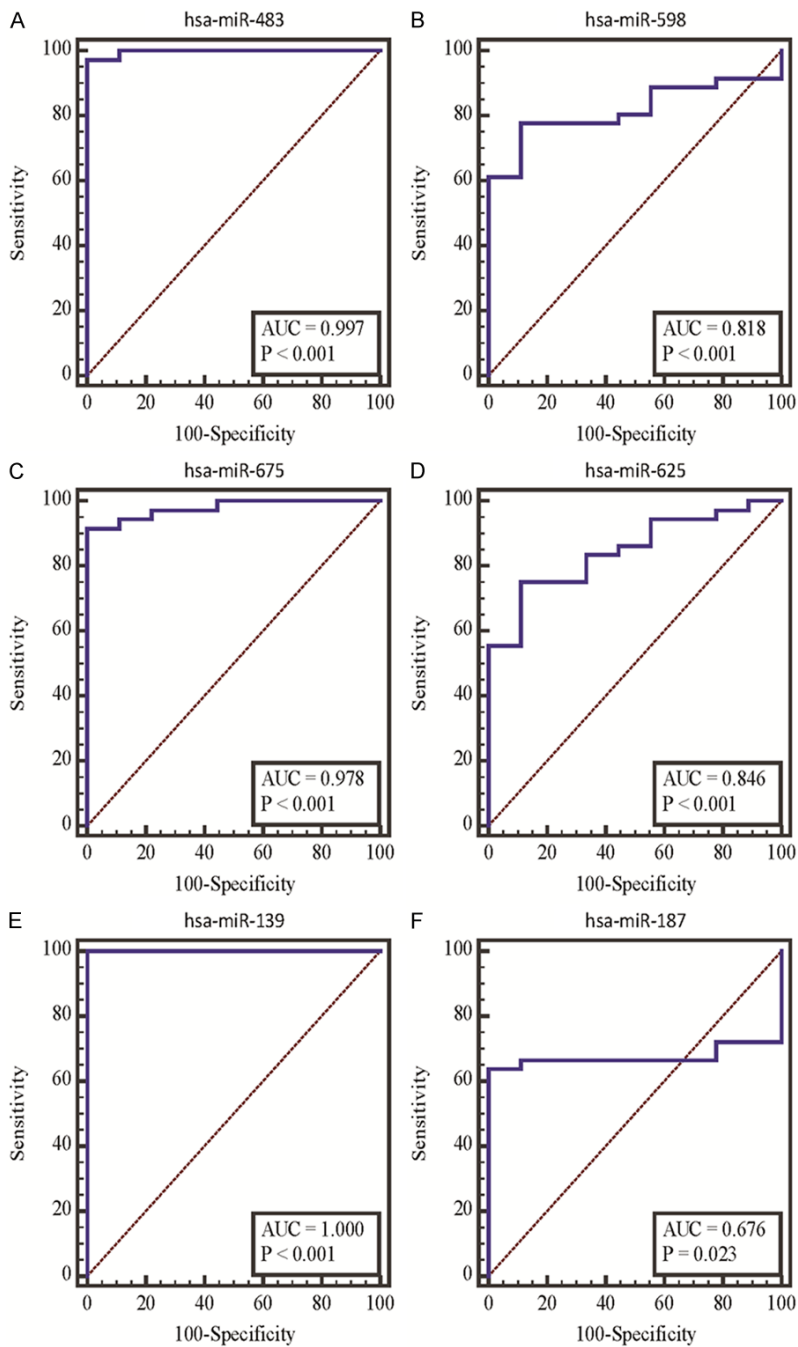 A
hsa-miR-483
Sensitivity
100
80
60
40
20
0
AUC = 0.997
P < 0.001
0 20 40 60 80 100
100-Specificity
B
hsa-miR-598
Sensitivity
100
80
60
40
20
0
AUC = 0.818
P < 0.001
0 20 40 60 80 100
100-Specificity
C
hsa-miR-675
Sensitivity
100
80
60
40
20
0
AUC = 0.978
P < 0.001
0 20 40 60 80 100
100-Specificity
D
hsa-miR-625
Sensitivity
100
80
60
40
20
0
AUC = 0.846
P < 0.001
0 20 40 60 80 100
100-Specificity
E
hsa-miR-139
Sensitivity
100
80
60
40
20
0
AUC = 1.000
P < 0.001
0 20 40 60 80 100
100-Specificity
F
hsa-miR-187
Sensitivity
100
80
60
40
20
0
AUC = 0.676
P = 0.023
0 20 40 60 80 100
100-Specificity